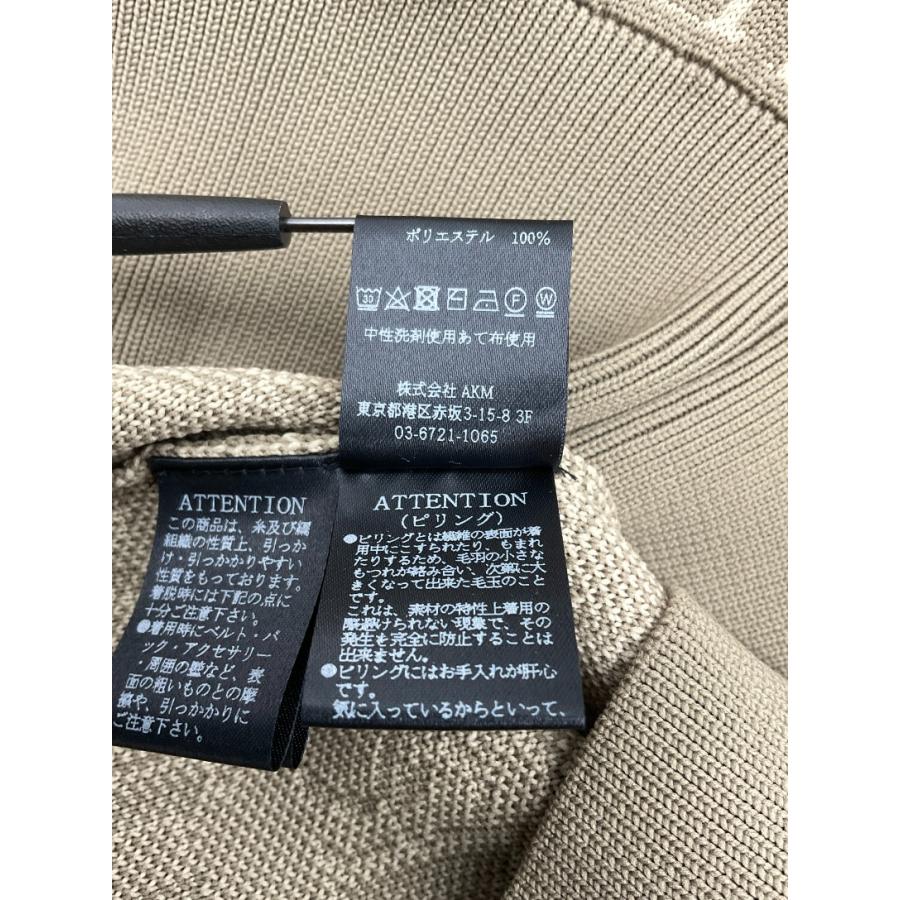 ポリエステル 100%
30
F
W
中性洗剤使用あて布使用
株式会社 AKM
東京都港区赤坂3-15-8 3F
03-6721-1065
ATTENTION
この商品は、糸及び編
組織の性質上、引っか
け・引っかかりやすい
性質をもっております。
着脱時には下記の点に
十分ご注意下さい。
●着用時にベルト・バ
ック・アクセサリー
・周囲の壁など、表
面の粗いものとの摩
擦や、引っかかりに
ご注意下さい。
ATTENTION
(ピリング)
●ピリングとは繊維の表面が着
用中にこすられたり、もまれ
たりするため、毛羽の小さな
もつれが絡み合い、次第に大
きくなって出来た毛玉のこと
です。
これは、素材の特性上着用の
際避けられない現象で、その
発生も完全に防止することは
出来ません。
●ピリングにはお手入れが肝心
です。
気に入っているからといって、